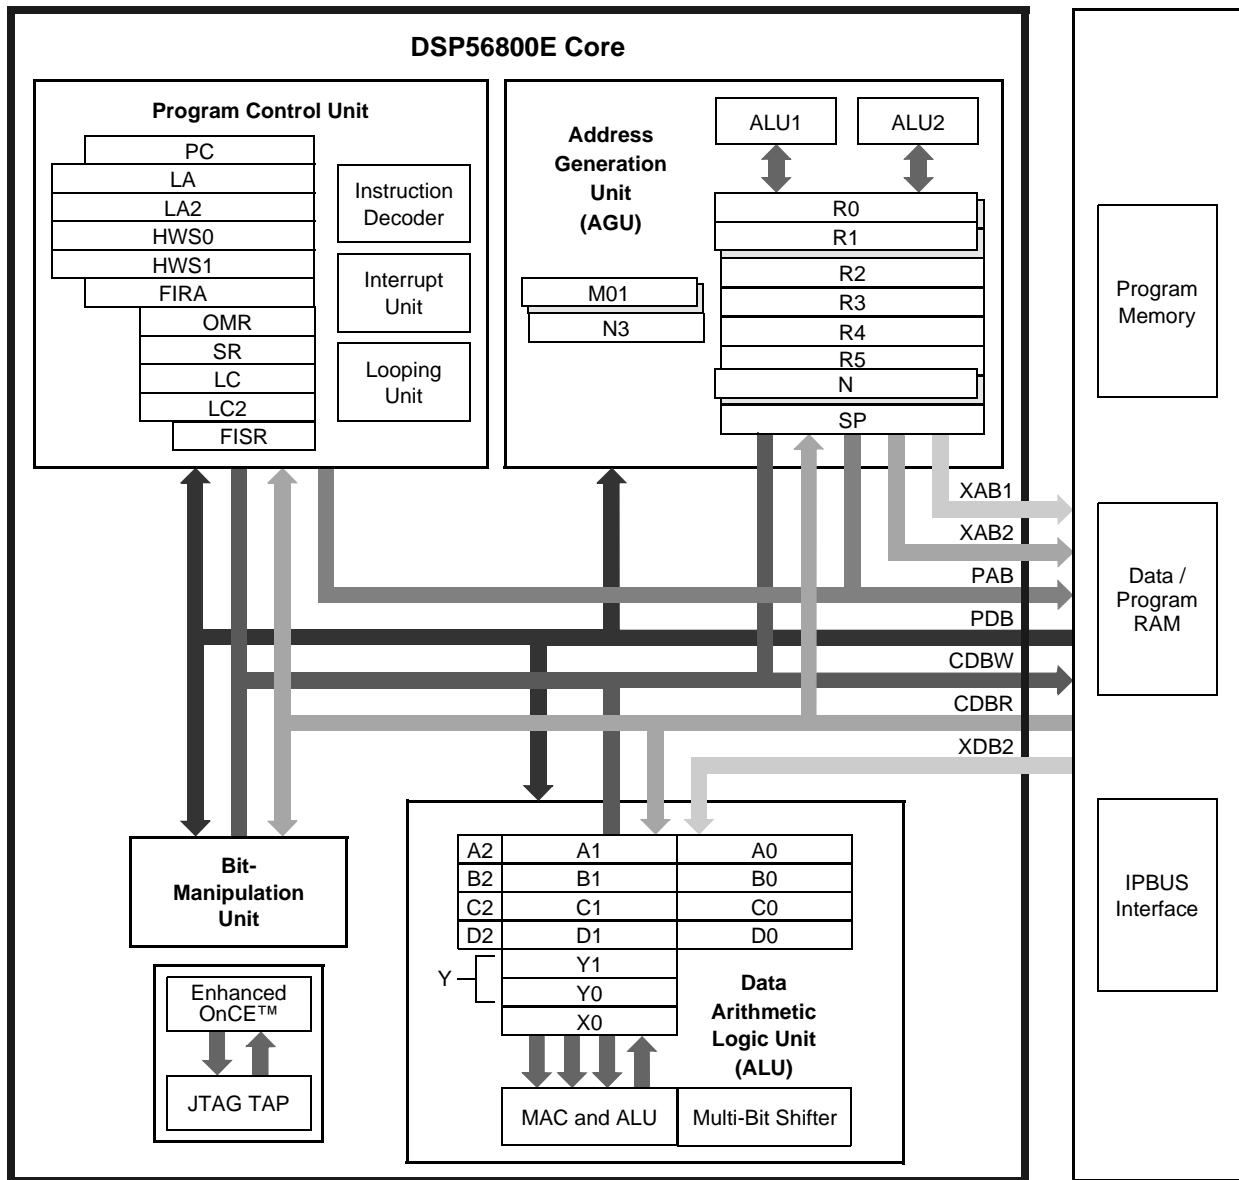 DSP56800E Core
Program Control Unit
PC
LA
LA2
HWS0
HWS1
FIRA
OMR
SR
LC
LC2
FISR
Instruction
Decoder
Interrupt
Unit
Looping
Unit
Address
Generation
Unit
(AGU)
ALU1
ALU2
R0
R1
R2
R3
R4
R5
N
SP
M01
N3
XAB1
XAB2
PAB
PDB
CDBW
CDBR
XDB2
Program
Memory
Data /
Program
RAM
IPBUS
Interface
Bit-
Manipulation
Unit
Enhanced
OnCE™
JTAG TAP
A2 A1 A0
B2 B1 B0
C2 C1 C0
D2 D1 D0
Y
Y1
Y0
X0
Data
Arithmetic
Logic Unit
(ALU)
MAC and ALU
Multi-Bit Shifter